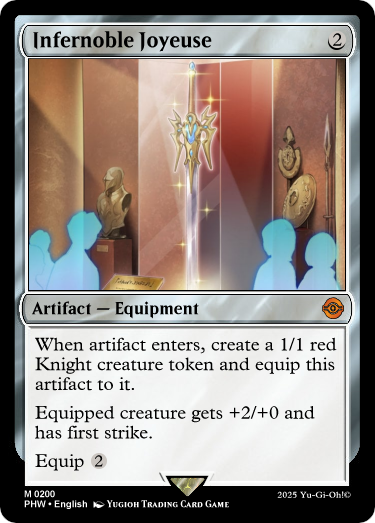 Infernoble Joyeuse 2
Artifact — Equipment
When artifact enters, create a 1/1 red
Knight creature token and equip this
artifact to it.
Equipped creature gets +2/+0 and
has first strike.
Equip 2
M 0200
PHW • English YUGIOH TRADING CARD GAME
2025 Yu-Gi-Oh!©